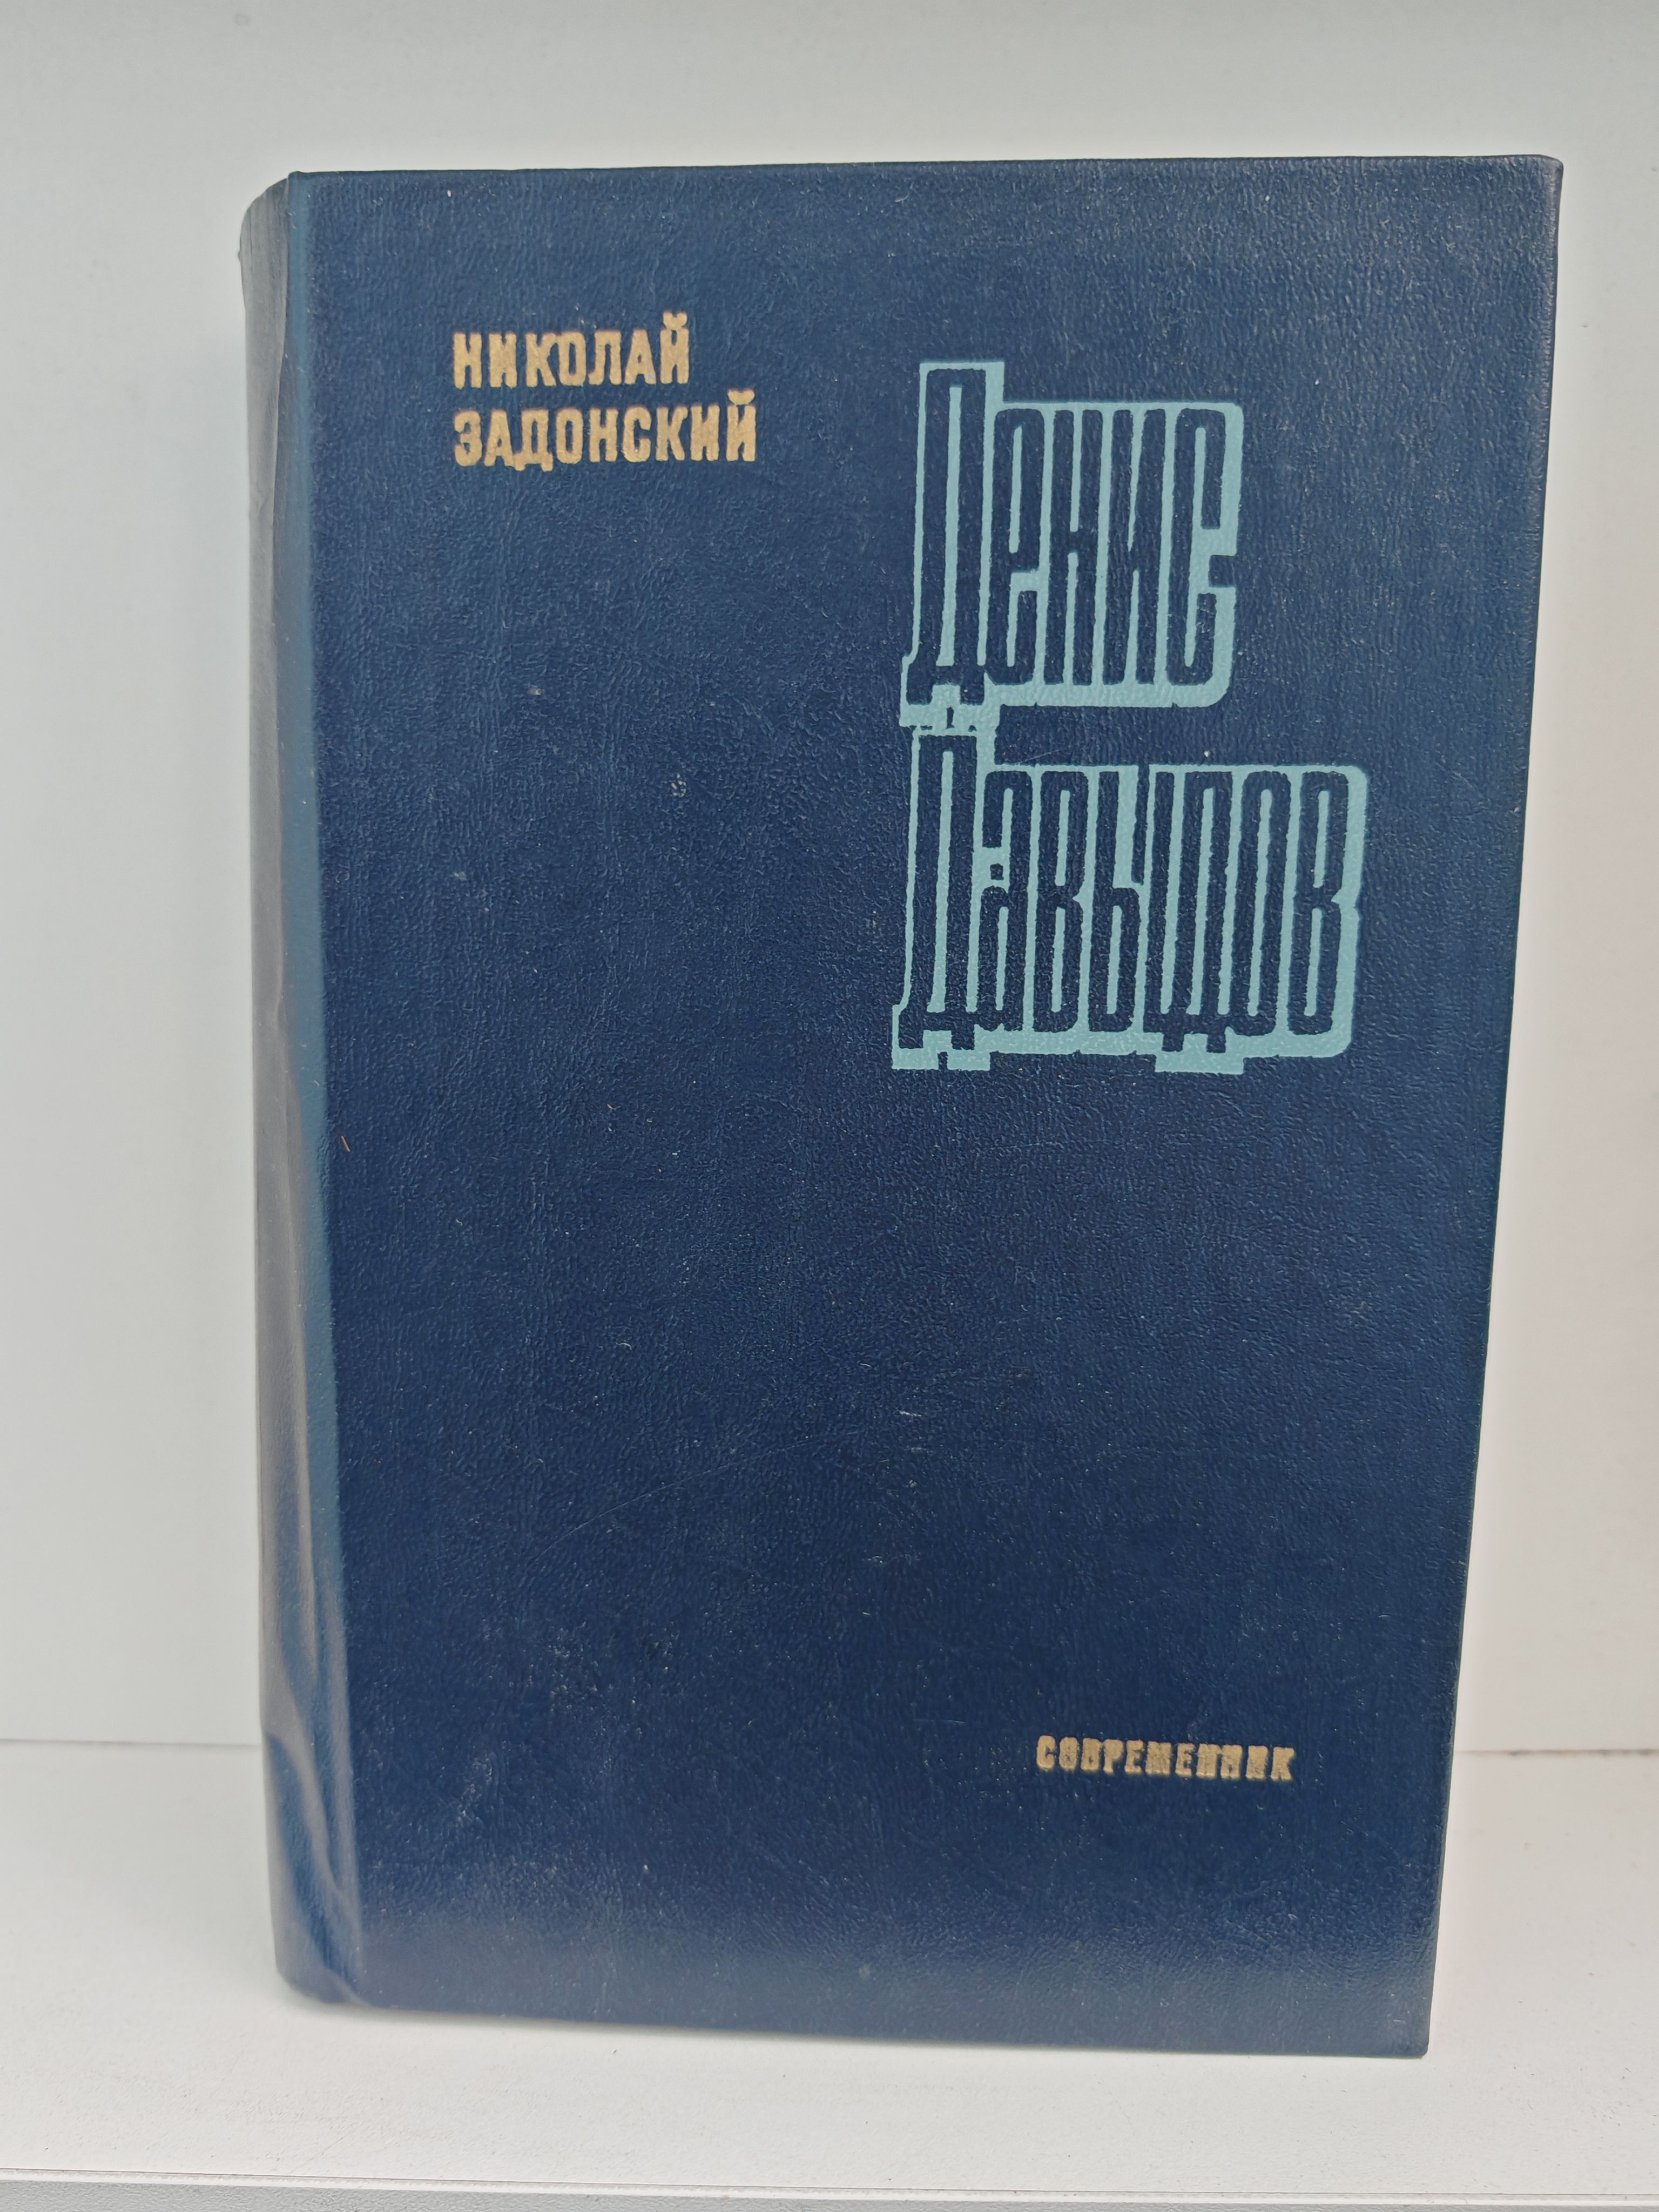 НИКОЛАЙ
ЗАДОНСКИЙ
Денис
Давыдов
СОВРЕМЕННИК